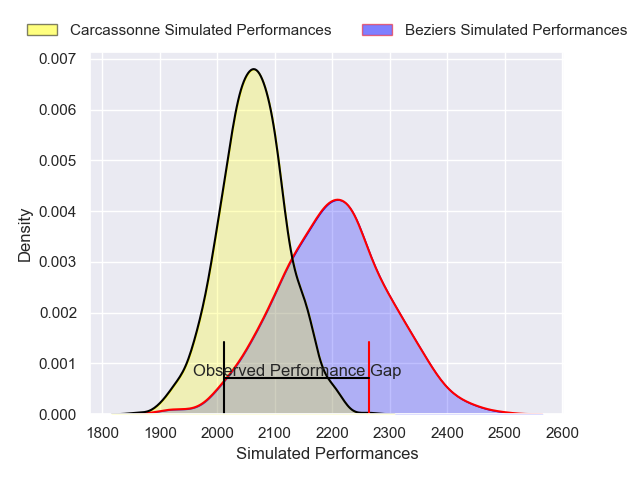 Carcassonne Simulated Performances
Beziers Simulated Performances
0.007
0.006
0.005
0.004
0.003
0.002
0.001
0.000
Density
Observed Performance Gap
1800 1900 2000 2100 2200 2300 2400 2500 2600
Simulated Performances